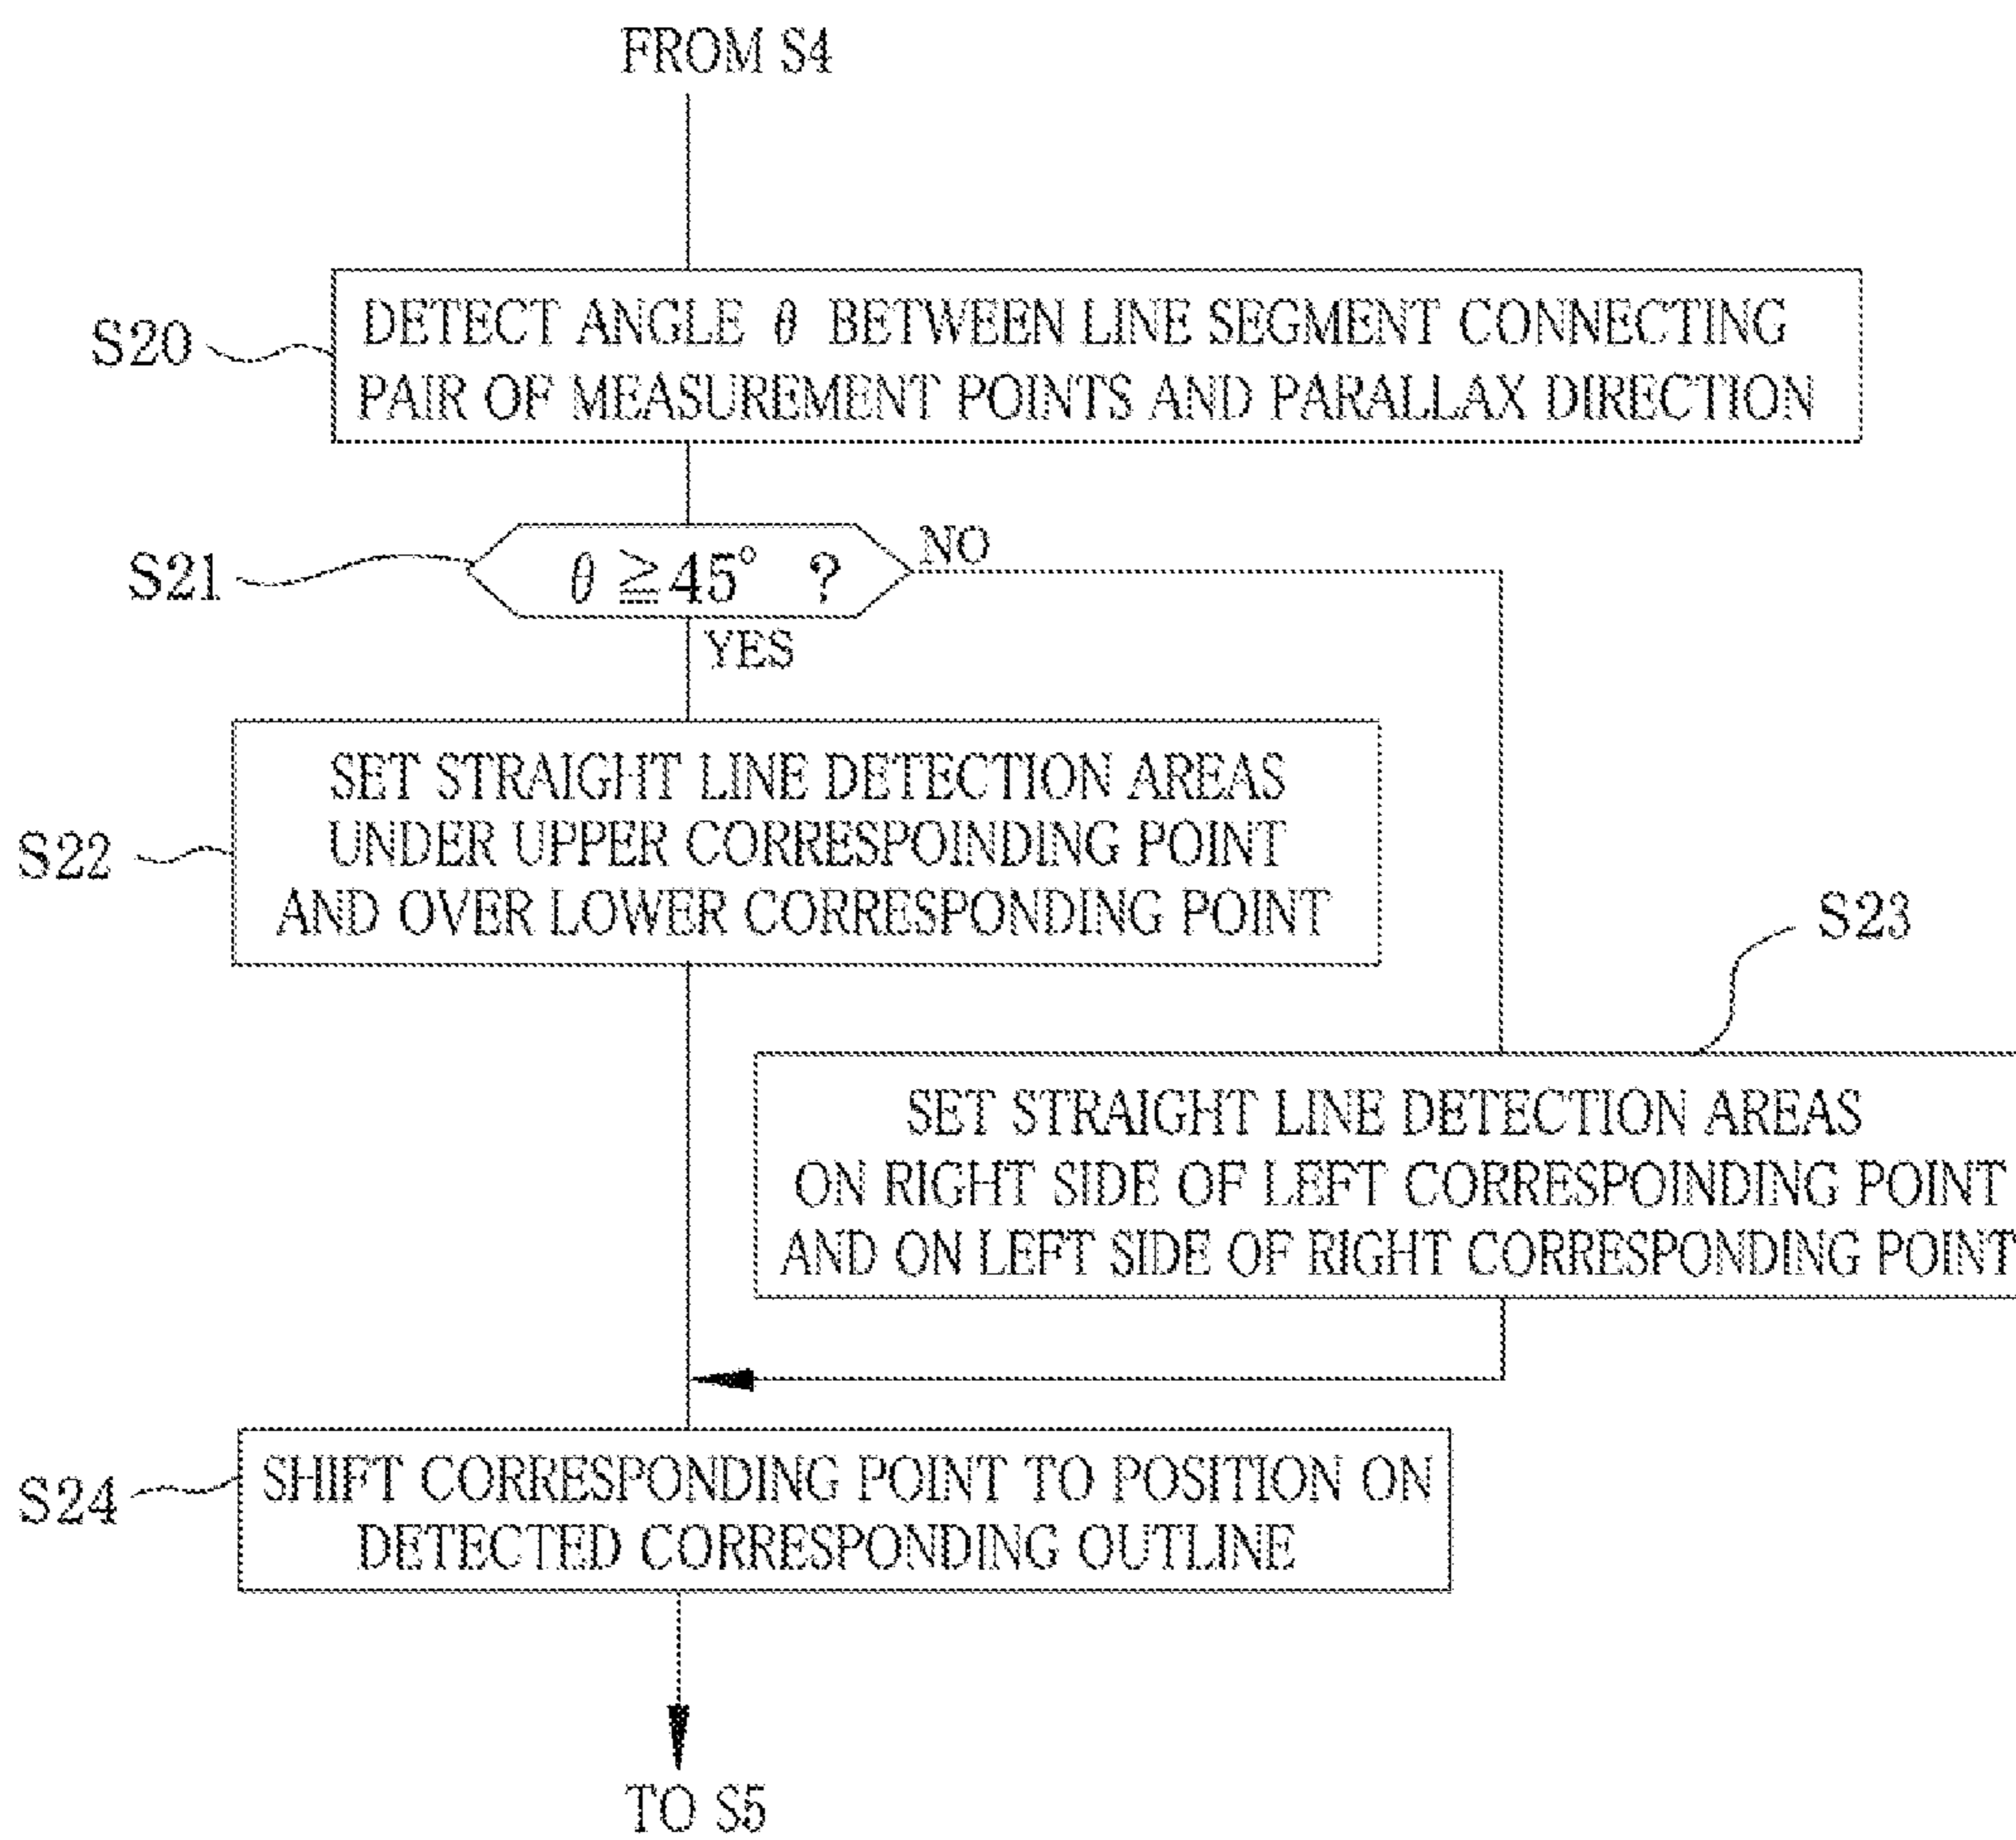 FROM S4
S20
DETECT ANGLE θ BETWEEN LINE SEGMENT CONNECTING
PAIR OF MEASUREMENT POINTS AND PARALLAX DIRECTION
S21
θ ≧ 45° ?
NO
YES
S22
SET STRAIGHT LINE DETECTION AREAS
UNDER UPPER CORRESPOINDING POINT
AND OVER LOWER CORRESPONDING POINT
S23
SET STRAIGHT LINE DETECTION AREAS
ON RIGHT SIDE OF LEFT CORRESPOINDING POINT
AND ON LEFT SIDE OF RIGHT CORRESPONDING POINT
S24
SHIFT CORRESPONDING POINT TO POSITION ON
DETECTED CORRESPONDING OUTLINE
TO S5